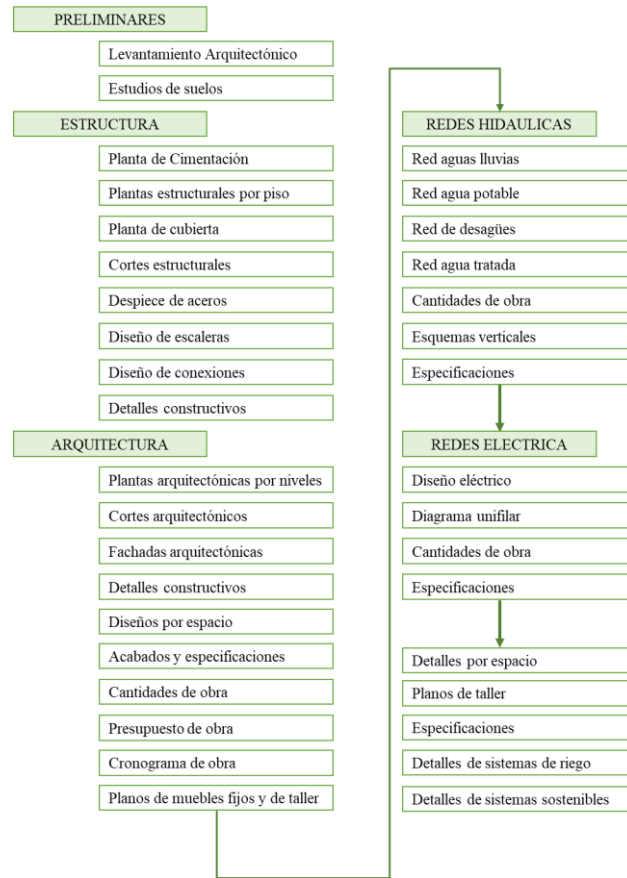 PRELIMINARES
Levantamiento Arquitectónico
Estudios de suelos
ESTRUCTURA
Planta de Cimentación
Plantas estructurales por piso
Planta de cubierta
Cortes estructurales
Despiece de aceros
Diseño de escaleras
Diseño de conexiones
Detalles constructivos
ARQUITECTURA
Plantas arquitectónicas por niveles
Cortes arquitectónicos
Fachadas arquitectónicas
Detalles constructivos
Diseños por espacio
Acabados y especificaciones
Cantidades de obra
Presupuesto de obra
Cronograma de obra
Planos de muebles fijos y de taller
REDES HIDAULICAS
Red aguas lluvias
Red agua potable
Red de desagües
Red agua tratada
Cantidades de obra
Esquemas verticales
Especificaciones
REDES ELECTRICA
Diseño eléctrico
Diagrama unifilar
Cantidades de obra
Especificaciones
Detalles por espacio
Planos de taller
Especificaciones
Detalles de sistemas de riego
Detalles de sistemas sostenibles